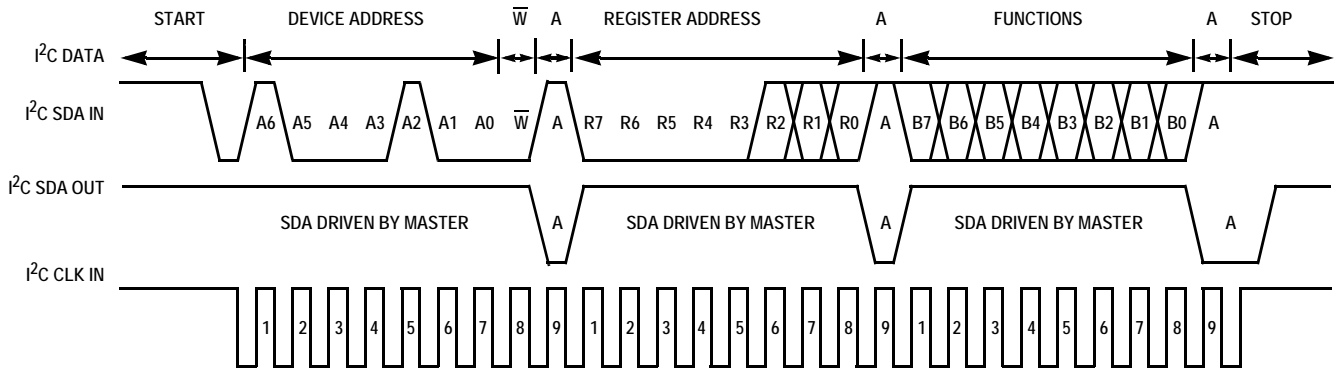 START DEVICE ADDRESS W̅ A REGISTER ADDRESS A FUNCTIONS A STOP
I²C DATA
I²C SDA IN A6 A5 A4 A3 A2 A1 A0 W̅ A R7 R6 R5 R4 R3 R2 R1 R0 A B7 B6 B5 B4 B3 B2 B1 B0 A
I²C SDA OUT
SDA DRIVEN BY MASTER A SDA DRIVEN BY MASTER A SDA DRIVEN BY MASTER A
I²C CLK IN
1 2 3 4 5 6 7 8 9 1 2 3 4 5 6 7 8 9 1 2 3 4 5 6 7 8 9